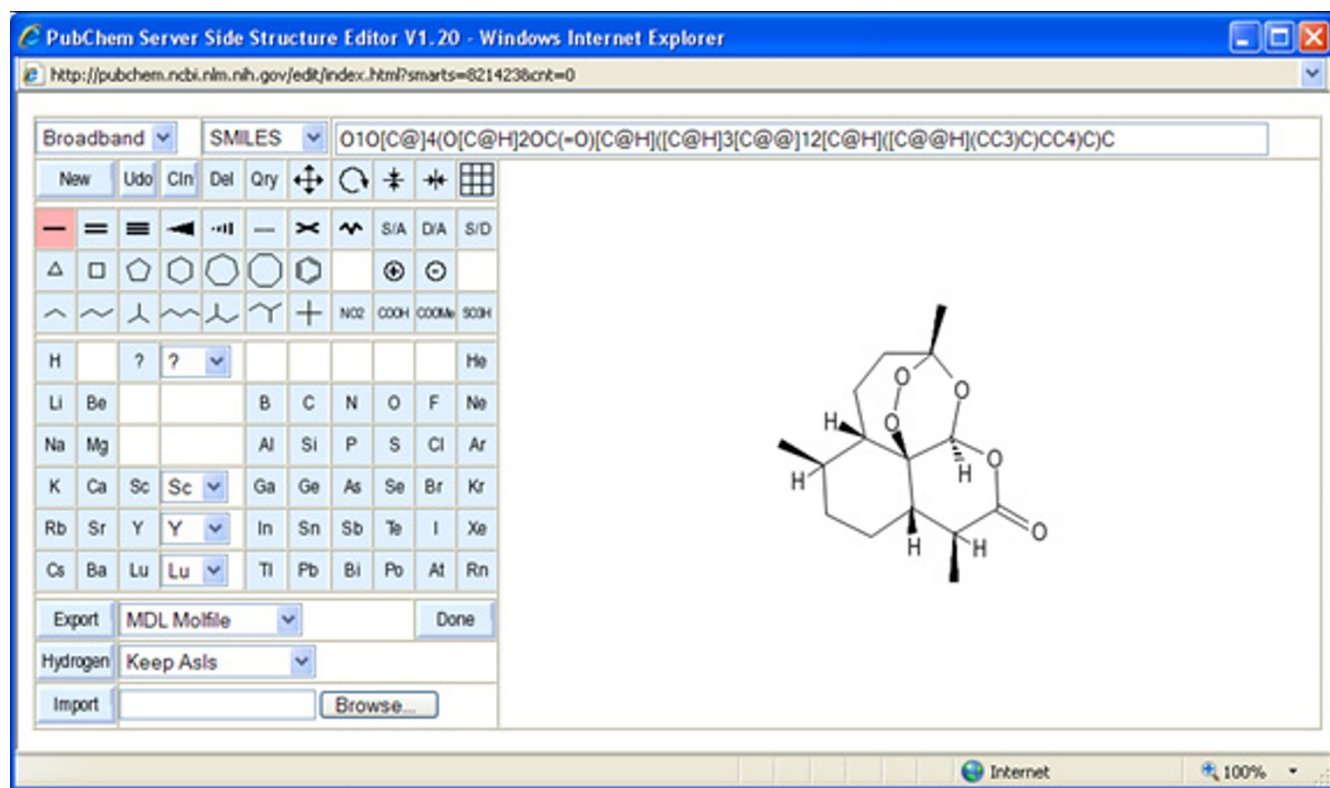 PubChem Server Side Structure Editor V1.20 - Windows Internet Explorer
http://pubchem.ncbi.nlm.nih.gov/edit/index.html?smarts=821423&cnt=0
Broadband SMILES O1O[C@]4(O[C@H]2OC(=O)[C@H]([C@H]3[C@@]12[C@H]([C@@H](CC3)C)CC4)C)C
New Udo Cln Del Qry
S/A D/A S/D
NO2 COOH COOMe SO3H
H ? ? He
Li Be B C N O F Ne
Na Mg Al Si P S Cl Ar
K Ca Sc Sc Ga Ge As Se Br Kr
Rb Sr Y Y In Sn Sb Te I Xe
Cs Ba Lu Lu Tl Pb Bi Po At Rn
Export MDL Molfile Done
Hydrogen Keep AsIs
Import Browse...
O O
H O
O
H H
O
H H
Internet 100%